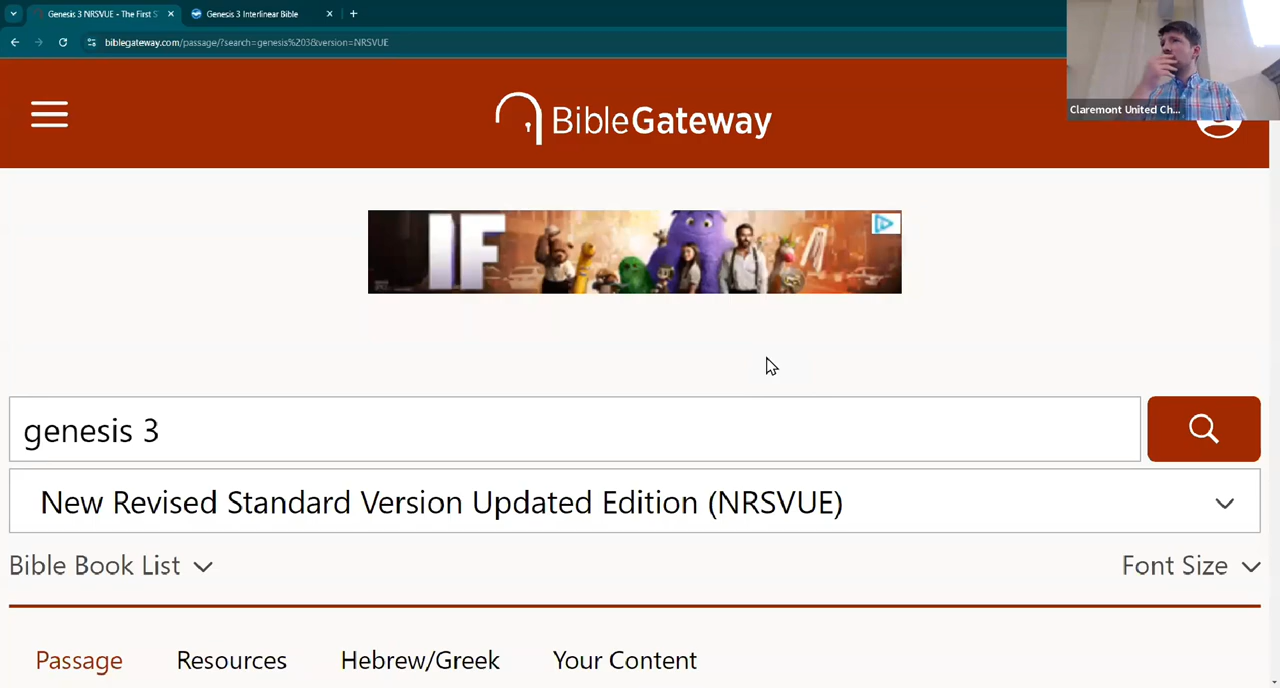 Genesis 3 NRSVUE - The First S
Genesis 3 Interlinear Bible
biblegateway.com/passage/?search=genesis%203&version=NRSVUE
Claremont United Ch...
BibleGateway
IF
genesis 3
New Revised Standard Version Updated Edition (NRSVUE)
Bible Book List
Font Size
Passage
Resources
Hebrew/Greek
Your Content